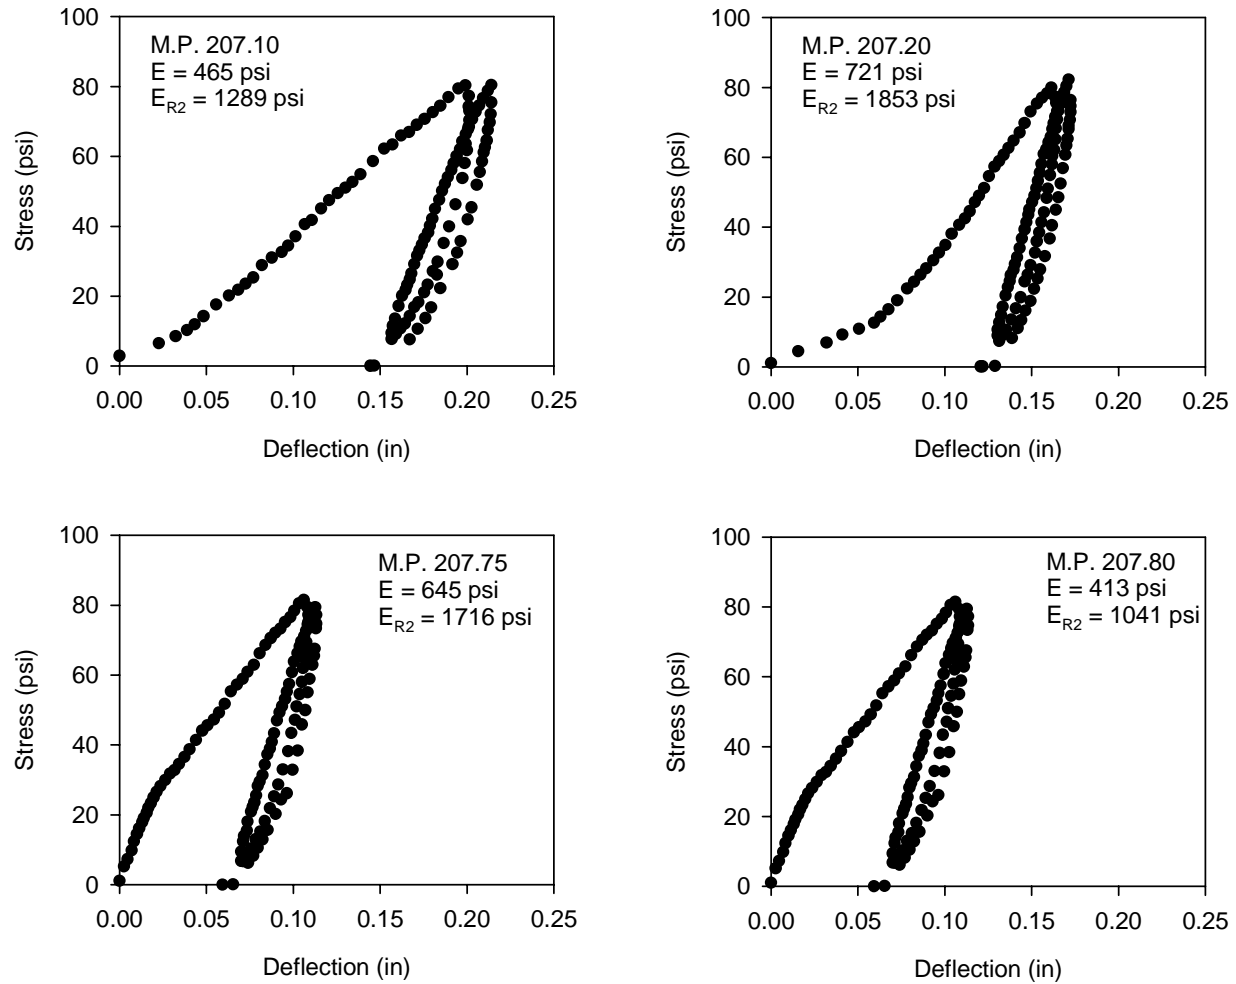 100
80
60
40
20
0
Stress (psi)
M.P. 207.10
E = 465 psi
E_R2 = 1289 psi
0.00 0.05 0.10 0.15 0.20 0.25
Deflection (in)
100
80
60
40
20
0
Stress (psi)
M.P. 207.20
E = 721 psi
E_R2 = 1853 psi
0.00 0.05 0.10 0.15 0.20 0.25
Deflection (in)
100
80
60
40
20
0
Stress (psi)
M.P. 207.75
E = 645 psi
E_R2 = 1716 psi
0.00 0.05 0.10 0.15 0.20 0.25
Deflection (in)
100
80
60
40
20
0
Stress (psi)
M.P. 207.80
E = 413 psi
E_R2 = 1041 psi
0.00 0.05 0.10 0.15 0.20 0.25
Deflection (in)